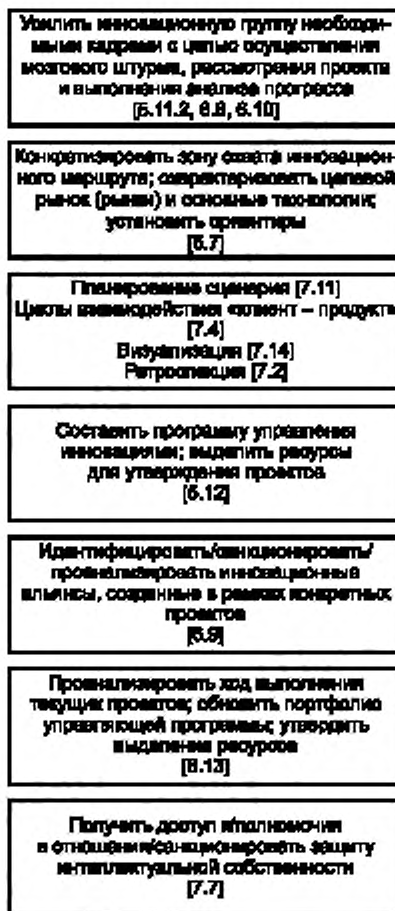 Усилить инновационную группу необходи-
мыми кадрами с целью осуществления
мозгового штурма, рассмотрения проекта
и выполнения анализа прогресса
[5.11.2, 6.8, 6.10]
Конкретизировать зону охвата инновацион-
ного маршрута; охарактеризовать целевой
рынок (рынки) и основные технологии;
установить ориентиры
[6.7]
Планирование сценария [7.11]
Циклы взаимодействия «клиент – продукт»
[7.4]
Визуализация [7.14]
Ретроспекция [7.2]
Составить программу управления
инновациями; выделить ресурсы
для утверждения проектов
[6.12]
Идентифицировать/санкционировать/
проанализировать инновационные
альянсы, созданные в рамках конкретных
проектов
[6.9]
Проанализировать ход выполнения
текущих проектов; обновить портфолио
управляющей программы; утвердить
выделение ресурсов
[6.13]
Получить доступ и/полномочия
в отношении/санкционировать защиту
интеллектуальной собственности
[7.7]